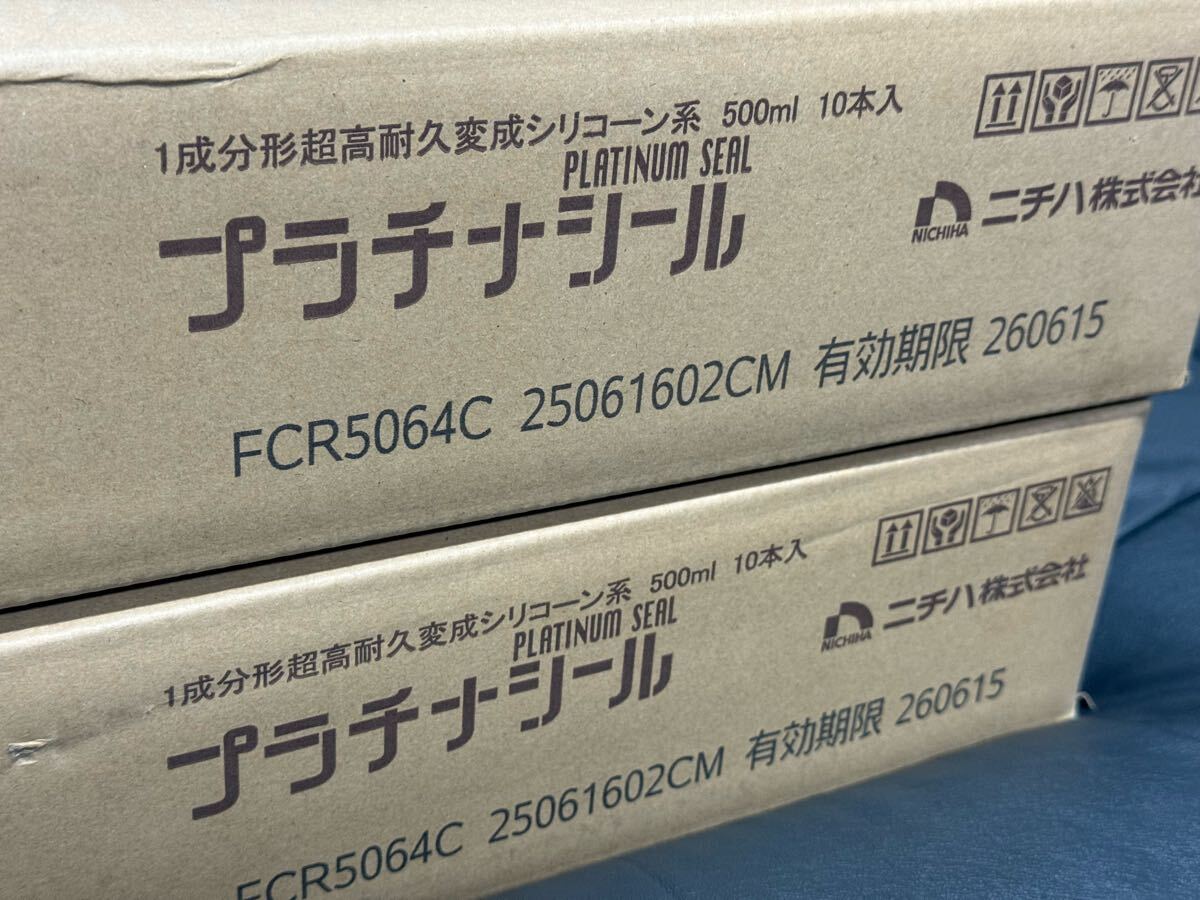 1成分形超高耐久変成シリコーン系 500ml 10本入
PLATINUM SEAL
プラチナシール
NICHIHA
ニチハ株式会社
FCR5064C 25061602CM 有効期限 260615
1成分形超高耐久変成シリコーン系 500ml 10本入
PLATINUM SEAL
プラチナシール
NICHIHA
ニチハ株式会社
FCR5064C 25061602CM 有効期限 260615